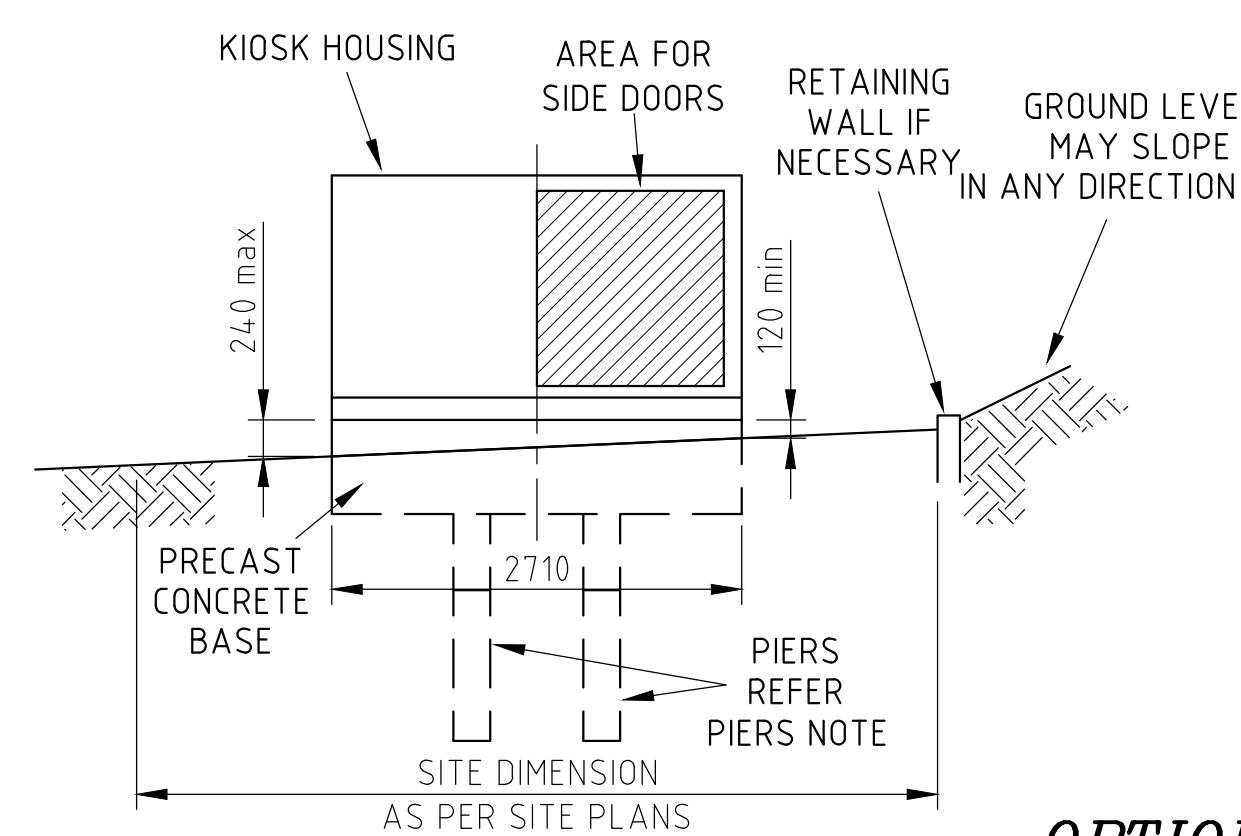 KIOSK HOUSING
AREA FOR
SIDE DOORS
RETAINING
WALL IF
NECESSARY
GROUND LEVE
MAY SLOPE
IN ANY DIRECTION
240 max
120 min
PRECAST
CONCRETE
BASE
2710
PIERS
REFER
PIERS NOTE
SITE DIMENSION
AS PER SITE PLANS